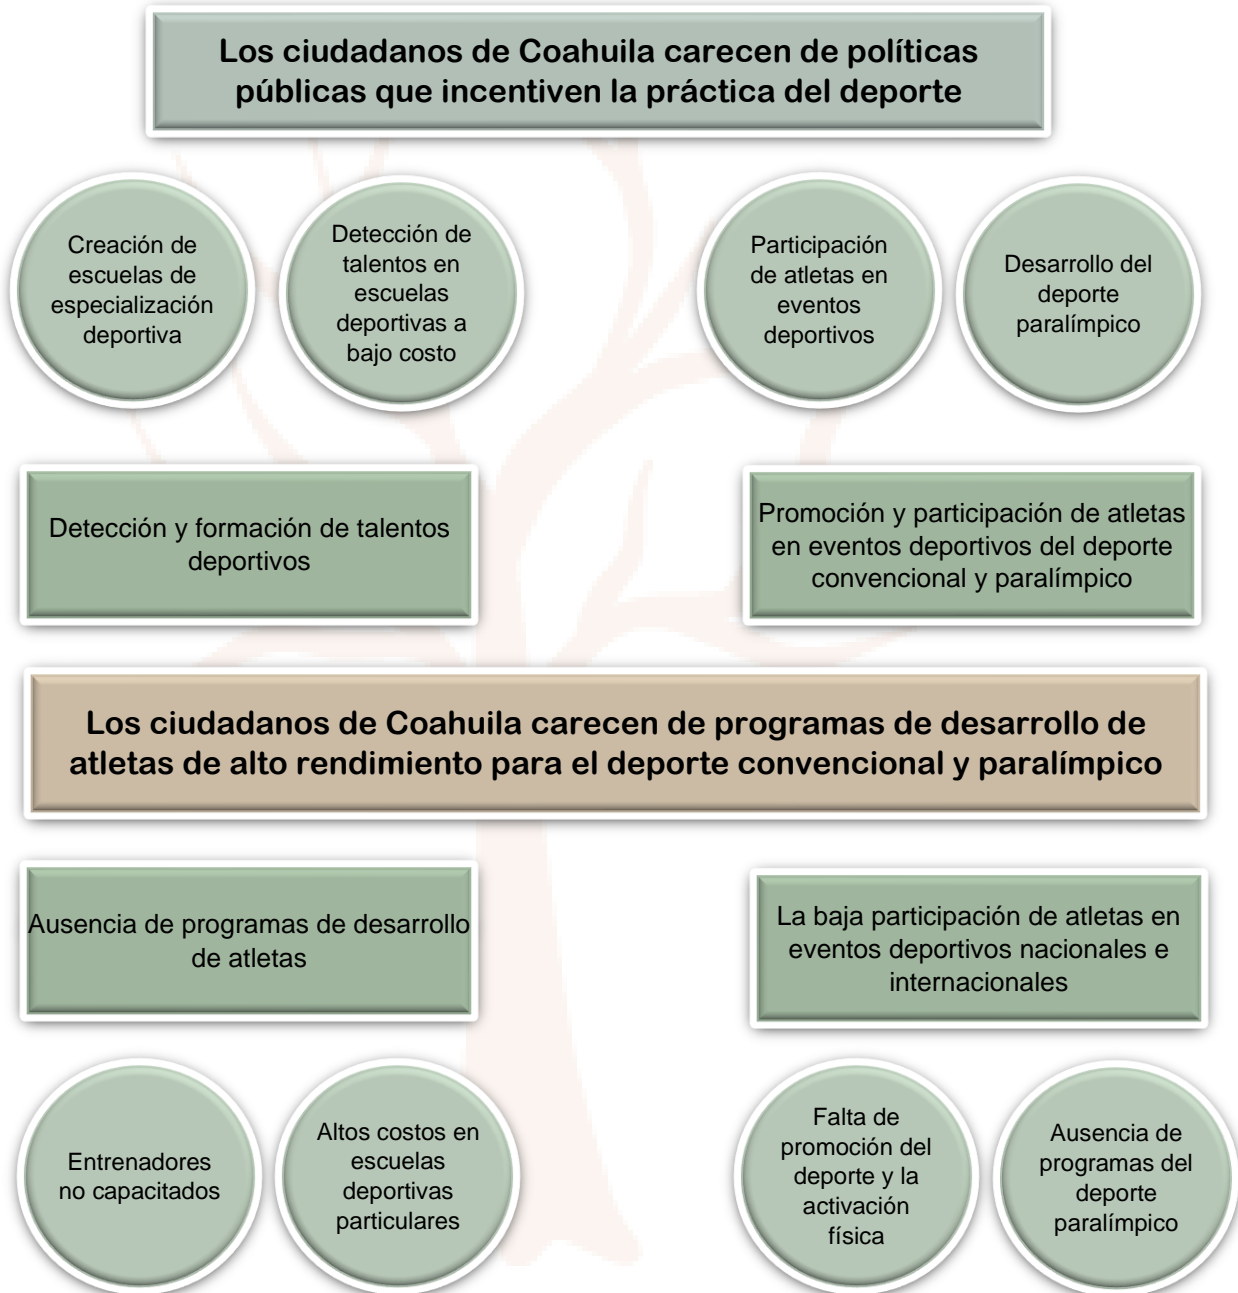 Los ciudadanos de Coahuila carecen de políticas
públicas que incentiven la práctica del deporte
Creación de
escuelas de
especialización
deportiva
Detección de
talentos en
escuelas
deportivas a
bajo costo
Participación
de atletas en
eventos
deportivos
Desarrollo del
deporte
paralímpico
Detección y formación de talentos
deportivos
Promoción y participación de atletas
en eventos deportivos del deporte
convencional y paralímpico
Los ciudadanos de Coahuila carecen de programas de desarrollo de
atletas de alto rendimiento para el deporte convencional y paralímpico
Ausencia de programas de desarrollo
de atletas
La baja participación de atletas en
eventos deportivos nacionales e
internacionales
Entrenadores
no capacitados
Altos costos en
escuelas
deportivas
particulares
Falta de
promoción del
deporte y la
activación
física
Ausencia de
programas del
deporte
paralímpico